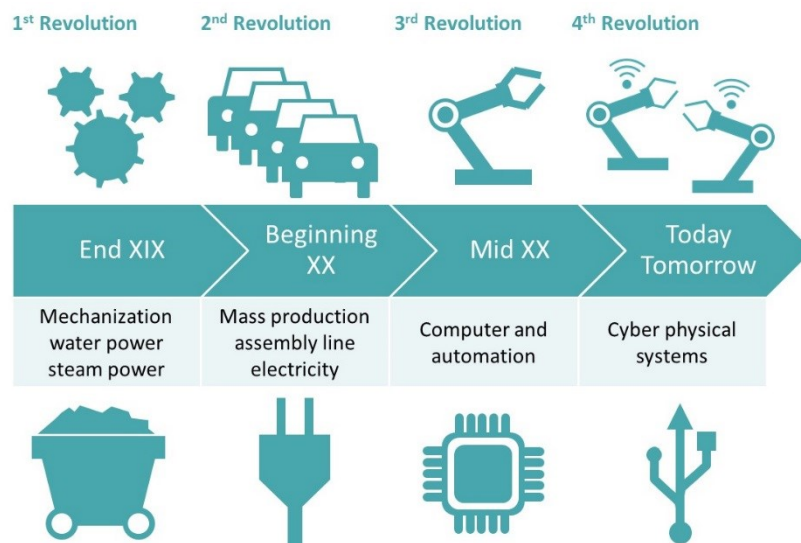 1st Revolution
2nd Revolution
3rd Revolution
4th Revolution
End XIX
Beginning
XX
Mid XX
Today
Tomorrow
Mechanization
water power
steam power
Mass production
assembly line
electricity
Computer and
automation
Cyber physical
systems